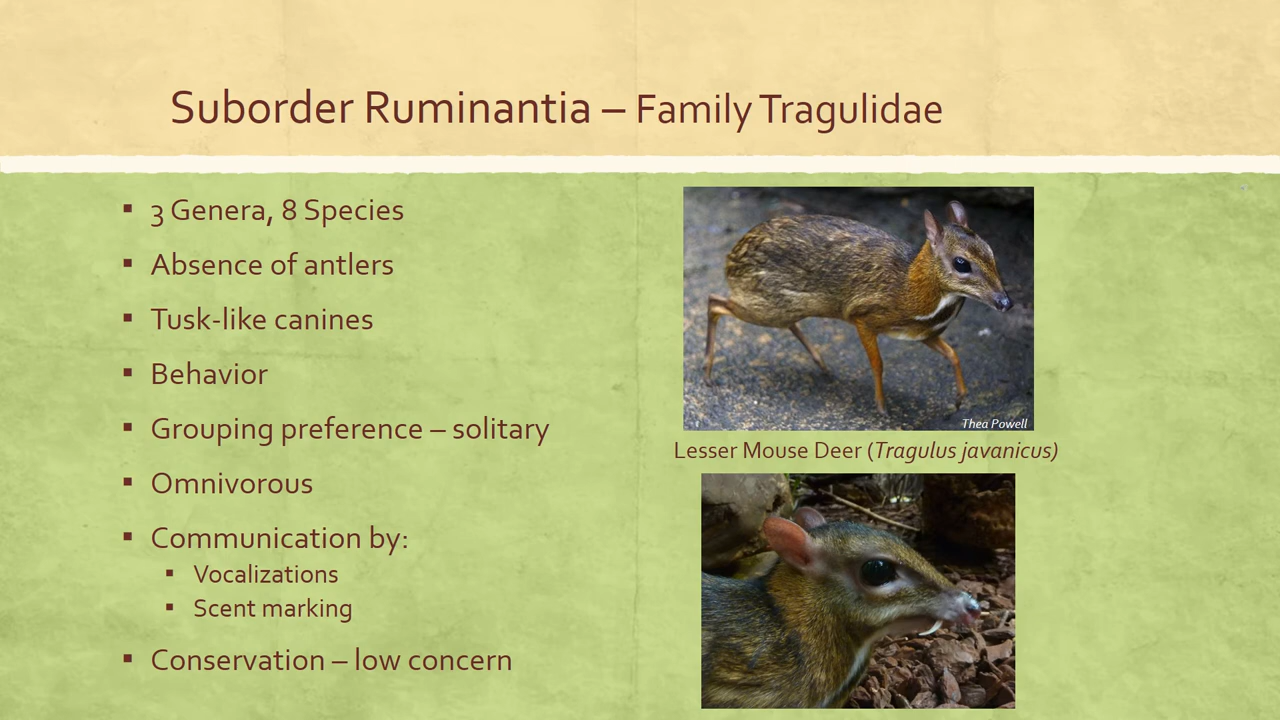 Suborder Ruminantia – Family Tragulidae
▪ 3 Genera, 8 Species
▪ Absence of antlers
▪ Tusk-like canines
▪ Behavior
▪ Grouping preference – solitary
▪ Omnivorous
▪ Communication by:
▪ Vocalizations
▪ Scent marking
▪ Conservation – low concern
Thea Powell
Lesser Mouse Deer (Tragulus javanicus)